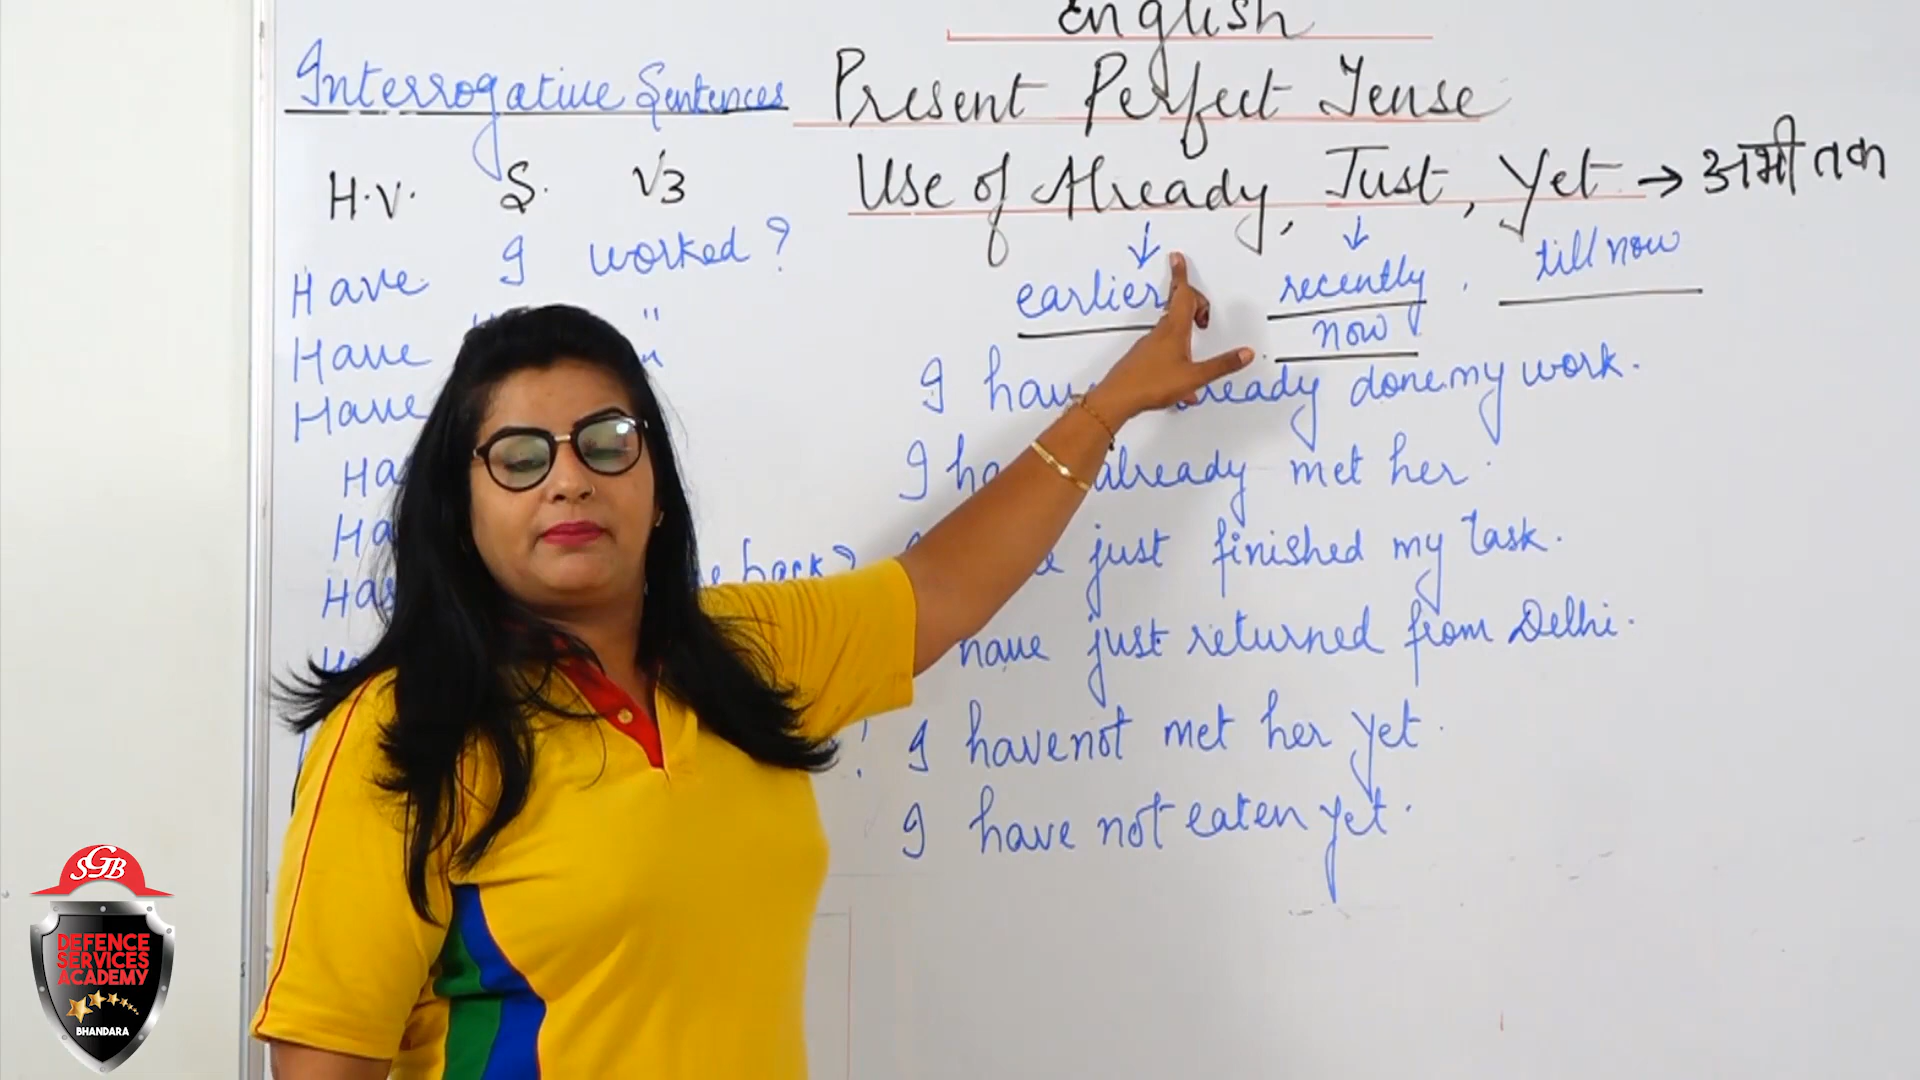 English
Interrogative Sentences
H.V. S. V3
Have I worked?
Have "
Have
Present Perfect Tense
Use of Already, Just, Yet → अभी तक
↓ ↓
earlier recently, till now
now
I have already done my work.
I already met her.
just finished my task.
have just returned from Delhi.
I have not met her yet.
I have not eaten yet.
back?
SGB
DEFENCE
SERVICES
ACADEMY
BHANDARA